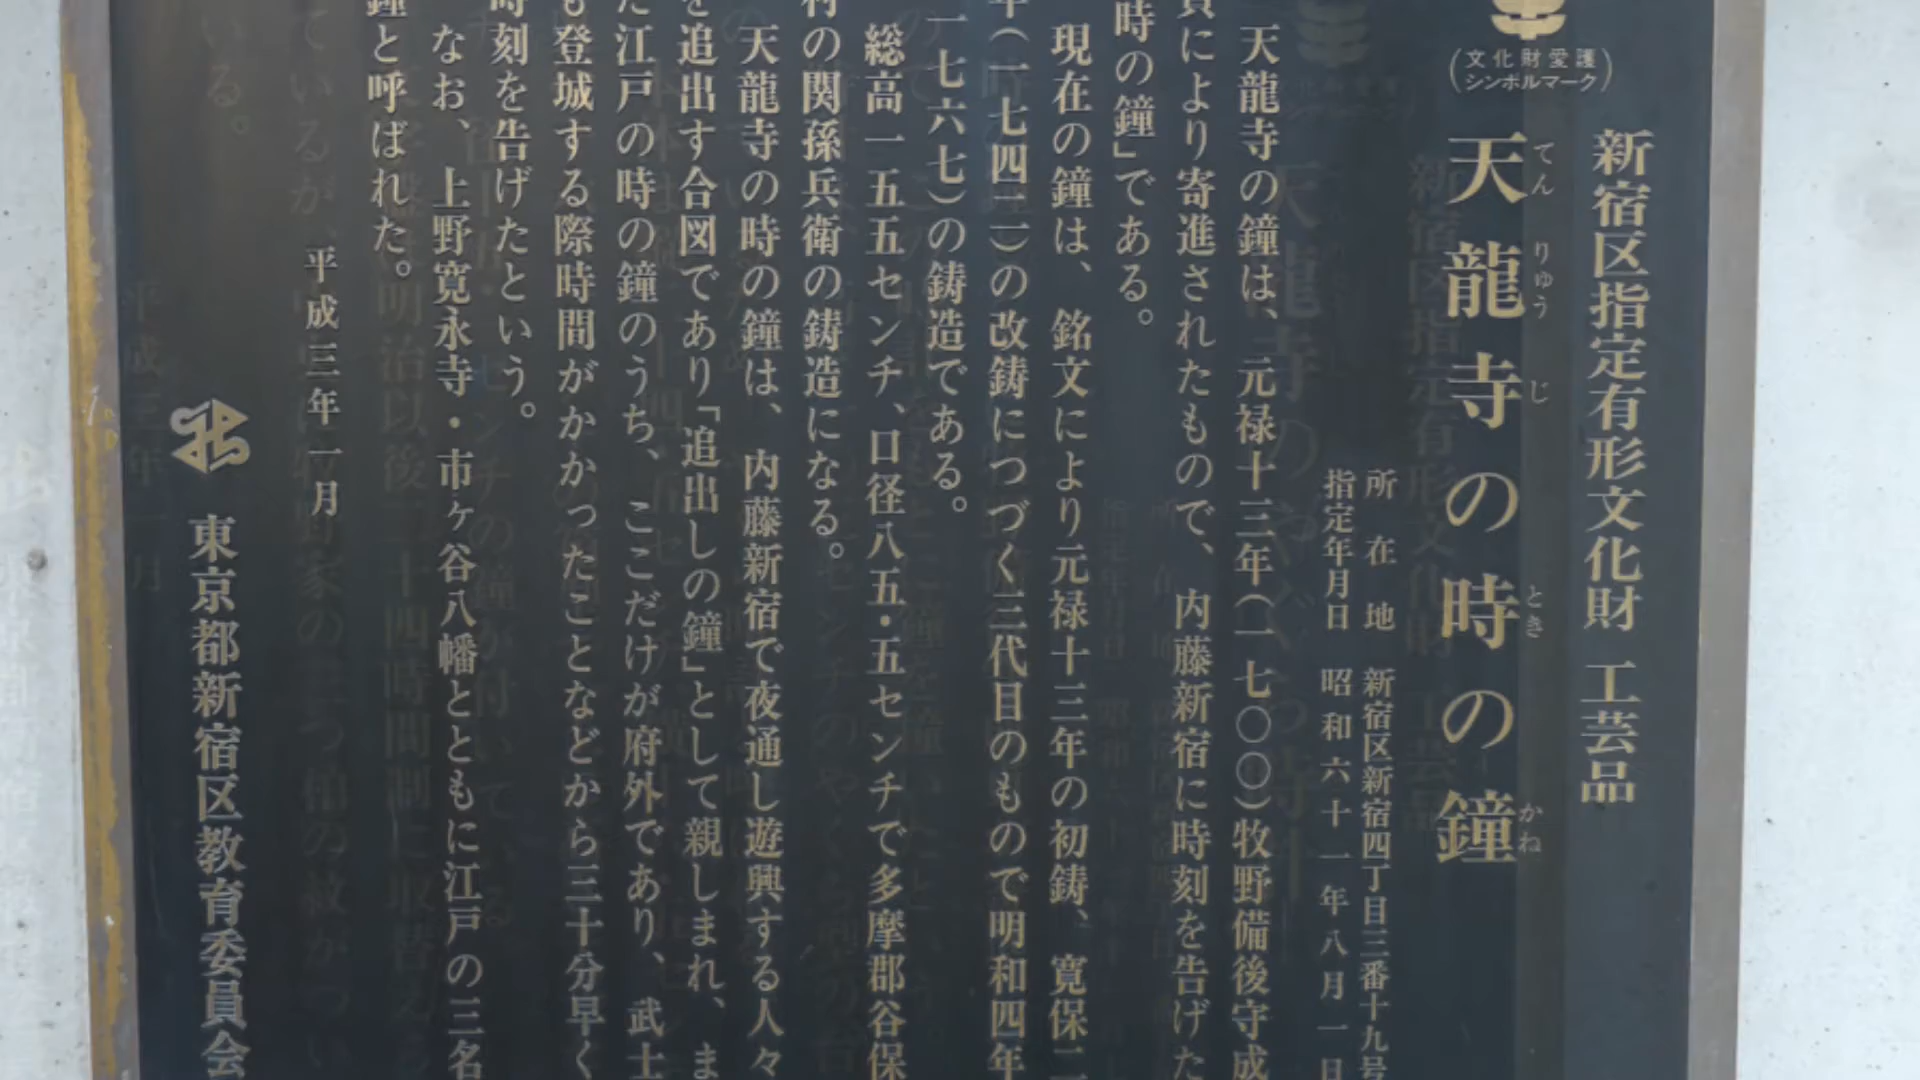 (文化財愛護
シンボルマーク)
新宿区指定有形文化財 工芸品
天龍寺の時の鐘
てん りゅう じ とき かね
所在地 新宿区新宿四丁目三番十九号
指定年月日 昭和六十一年八月一日
天龍寺の鐘は、元禄十三年(一七〇〇)牧野備後守成
貞により寄進されたもので、内藤新宿に時刻を告げた
時の鐘」である。
現在の鐘は、銘文により元禄十三年の初鋳、寛保二
年(一七四二)の改鋳につづく三代目のもので明和四年
一七六七)の鋳造である。
総高一五五センチ、口径八五・五センチで多摩郡谷保
村の関孫兵衛の鋳造になる。
天龍寺の時の鐘は、内藤新宿で夜通し遊興する人々
を追出す合図であり「追出しの鐘」として親しまれ、ま
た江戸の時の鐘のうち、ここだけが府外であり、武士
も登城する際時間がかかったことなどから三十分早く
時刻を告げたという。
なお、上野寛永寺・市ヶ谷八幡とともに江戸の三名
鐘と呼ばれた。
平成三年一月
東京都新宿区教育委員会